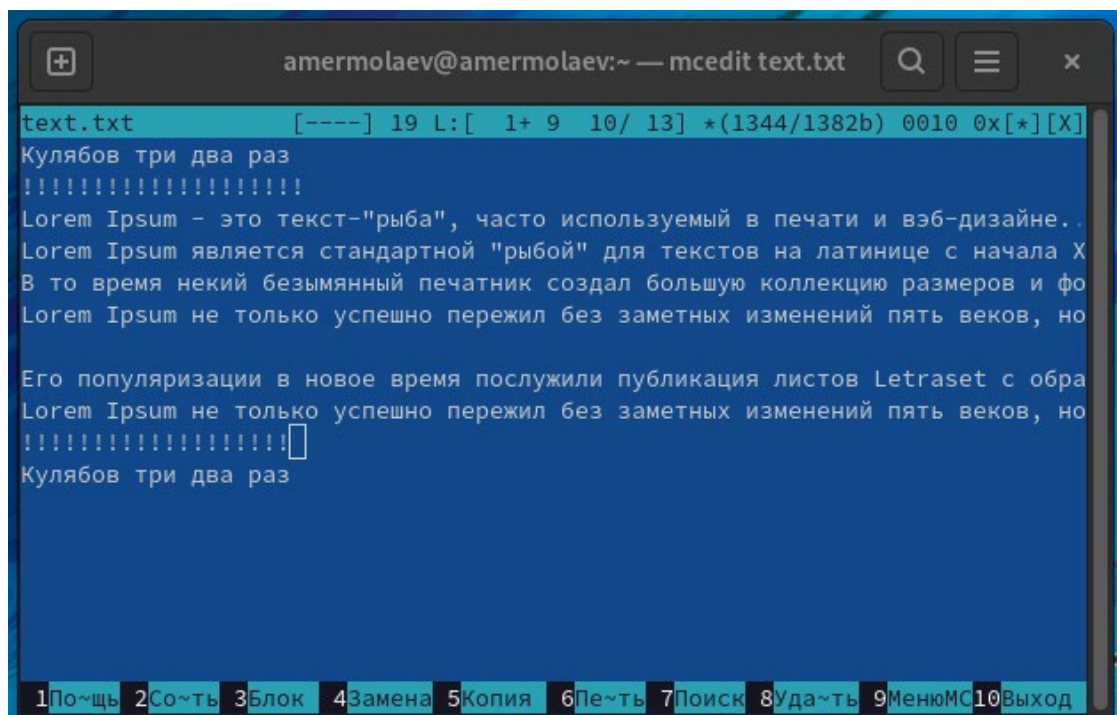 amermolaev@amermolaev:~ — mcedit text.txt
text.txt [----] 19 L:[ 1+ 9 10/ 13] *(1344/1382b) 0010 0x[*][X]
Кулябов три два раз
!!!!!!!!!!!!!!!!!!!!
Lorem Ipsum - это текст-"рыба", часто используемый в печати и вэб-дизайне..
Lorem Ipsum является стандартной "рыбой" для текстов на латинице с начала X
В то время некий безымянный печатник создал большую коллекцию размеров и фо
Lorem Ipsum не только успешно пережил без заметных изменений пять веков, но
Его популяризации в новое время послужили публикация листов Letraset с обра
Lorem Ipsum не только успешно пережил без заметных изменений пять веков, но
!!!!!!!!!!!!!!!!!!!
Кулябов три два раз
1По~щь 2Со~ть 3Блок 4Замена 5Копия 6Пе~ть 7Поиск 8Уда~ть 9МенюMC10Выход